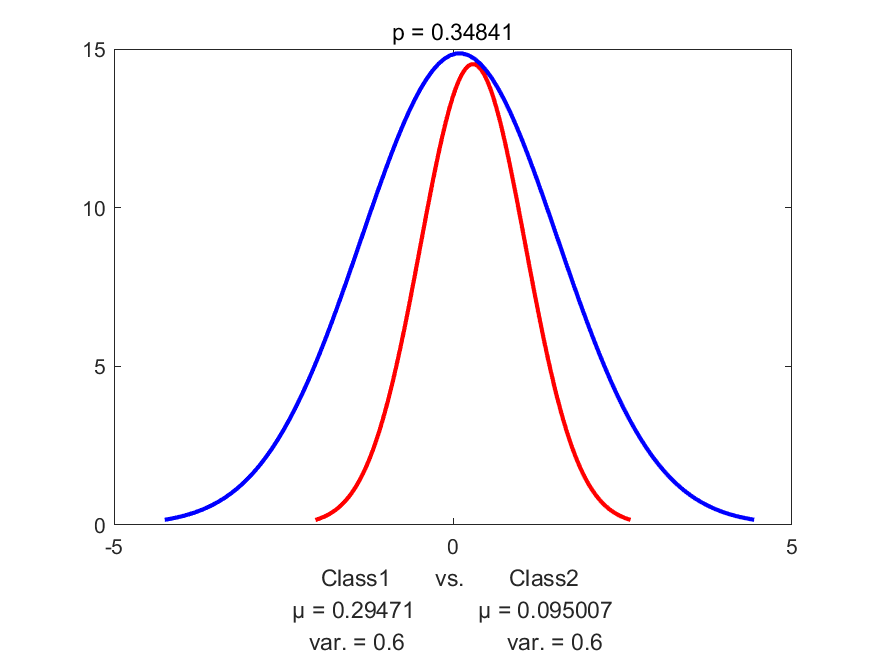 p = 0.34841
15
10
5
0
-5 0 5
Class1 vs. Class2
μ = 0.29471 μ = 0.095007
var. = 0.6 var. = 0.6